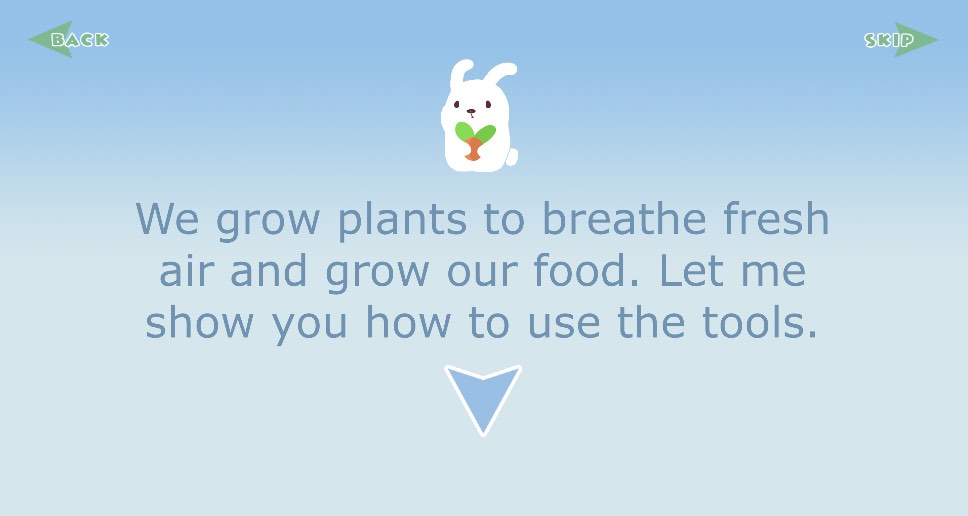 BACK
SKIP
We grow plants to breathe fresh
air and grow our food. Let me
show you how to use the tools.